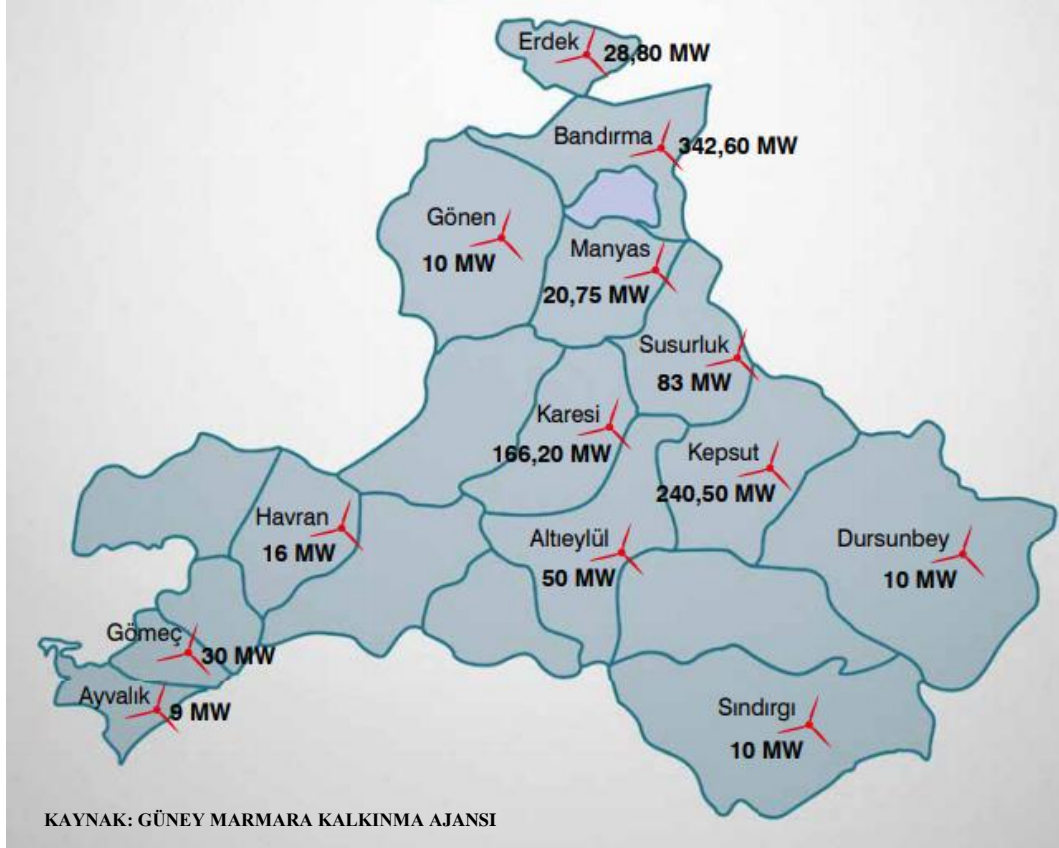 Erdek
28,80 MW
Bandırma
342,60 MW
Gönen
10 MW
Manyas
20,75 MW
Susurluk
83 MW
Karesi
166,20 MW
Kepsut
240,50 MW
Havran
16 MW
Altıeylül
50 MW
Dursunbey
10 MW
Gömeç
30 MW
Ayvalık
9 MW
Sındırgı
10 MW
KAYNAK: GÜNEY MARMARA KALKINMA AJANSI